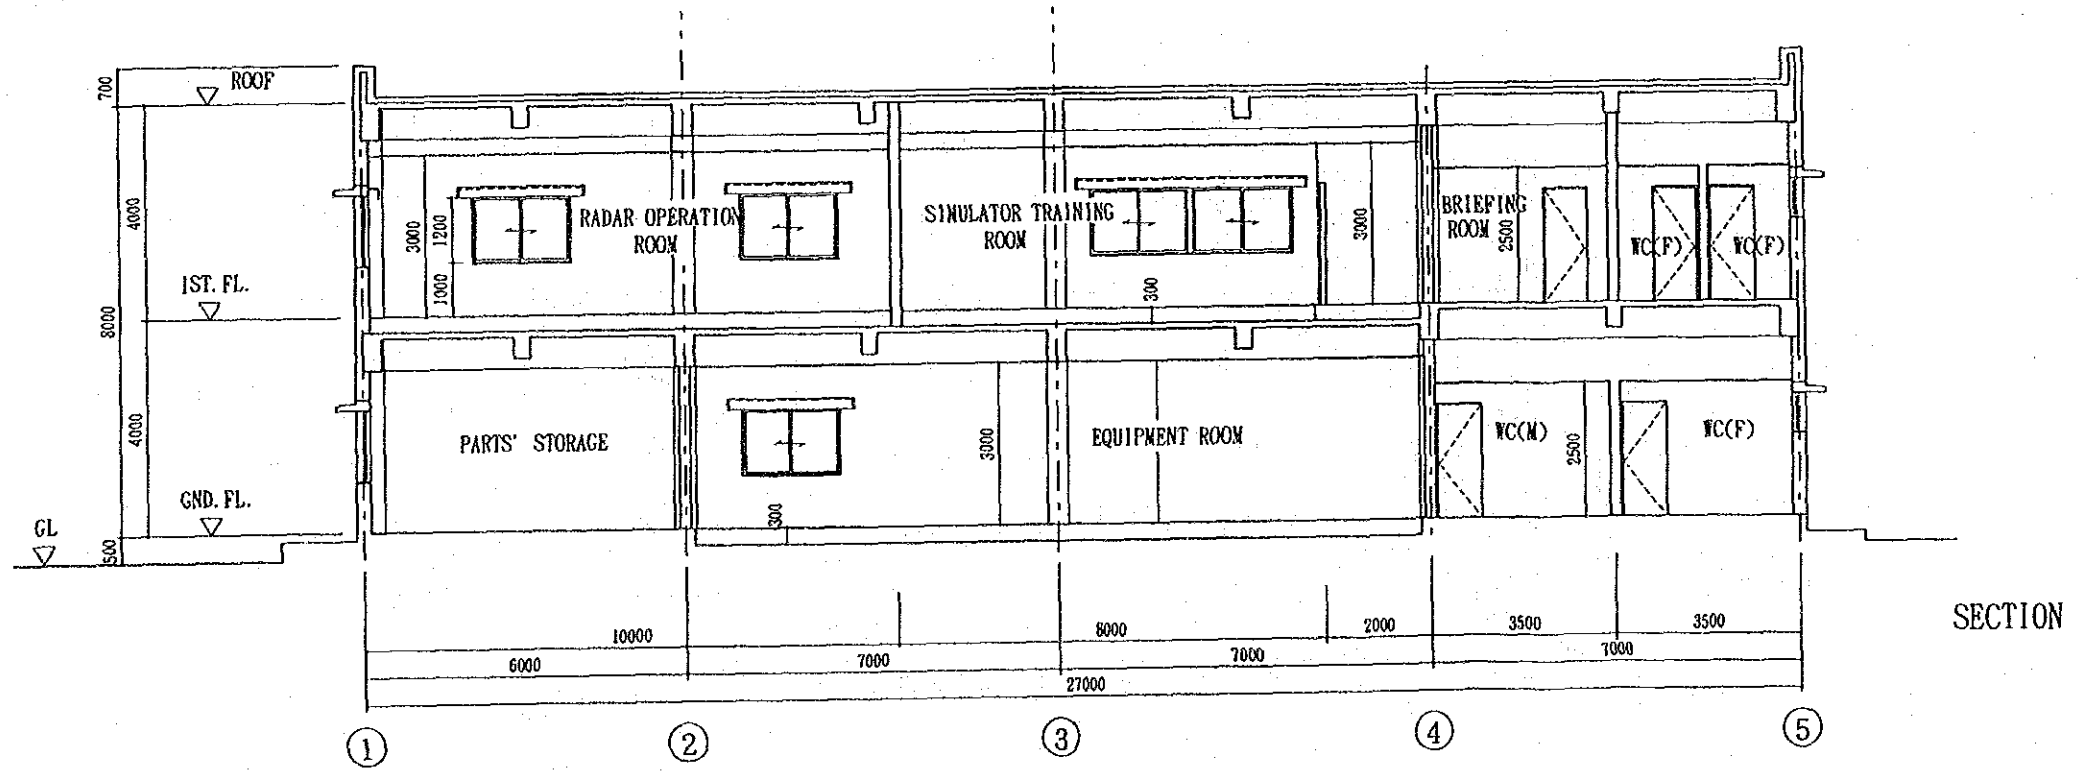 ROOF
700
4000
8000
4000
500
1ST. FL.
GND. FL.
GL
3000
1200
1000
RADAR OPERATION
ROOM
SIMULATOR TRAINING
ROOM
300
3000
BRIEFING
ROOM
2500
WC(F)
WC(F)
PARTS' STORAGE
300
3000
EQUIPMENT ROOM
WC(M)
2500
WC(F)
10000
8000
2000
3500
3500
6000
7000
7000
7000
27000
1
2
3
4
5
SECTION